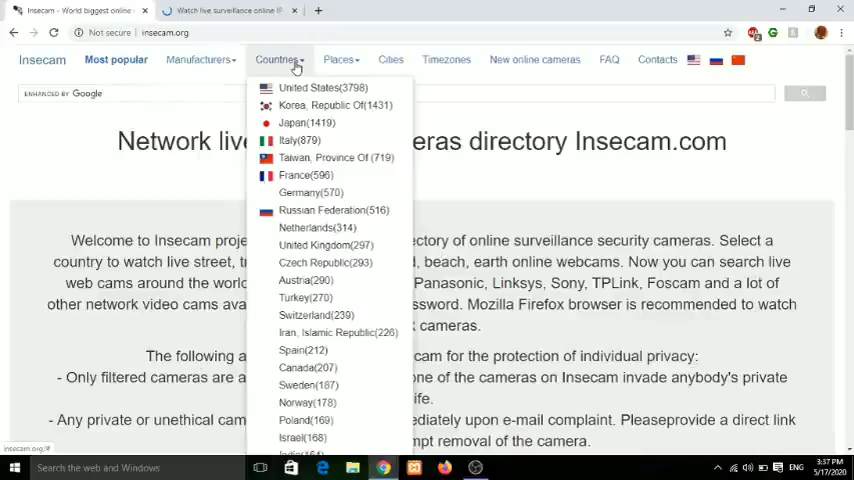 Insecam - World biggest online
Watch live surveillance online IP
Not secure insecam.org
Insecam Most popular Manufacturers Countries Places Cities Timezones New online cameras FAQ Contacts
ENHANCED BY Google
United States(3798)
Korea, Republic Of(1431)
Japan(1419)
Italy(879)
Taiwan, Province Of (719)
France(596)
Germany(570)
Russian Federation(516)
Netherlands(314)
United Kingdom(297)
Czech Republic(293)
Austria(290)
Turkey(270)
Switzerland(239)
Iran, Islamic Republic(226)
Spain(212)
Canada(207)
Sweden(187)
Norway(178)
Poland(169)
Israel(168)
Network live eras directory Insecam.com
Welcome to Insecam proje ectory of online surveillance security cameras. Select a
country to watch live street, tr d, beach, earth online webcams. Now you can search live
web cams around the world Panasonic, Linksys, Sony, TPLink, Foscam and a lot of
other network video cams ava ssword. Mozilla Firefox browser is recommended to watch
cameras.
The following a cam for the protection of individual privacy:
- Only filtered cameras are a one of the cameras on Insecam invade anybody's private
life.
- Any private or unethical cam mediately upon e-mail complaint. Pleaseprovide a direct link
mpt removal of the camera.
insecam.org/#
Search the web and Windows
ENG
3:37 PM
5/17/2020